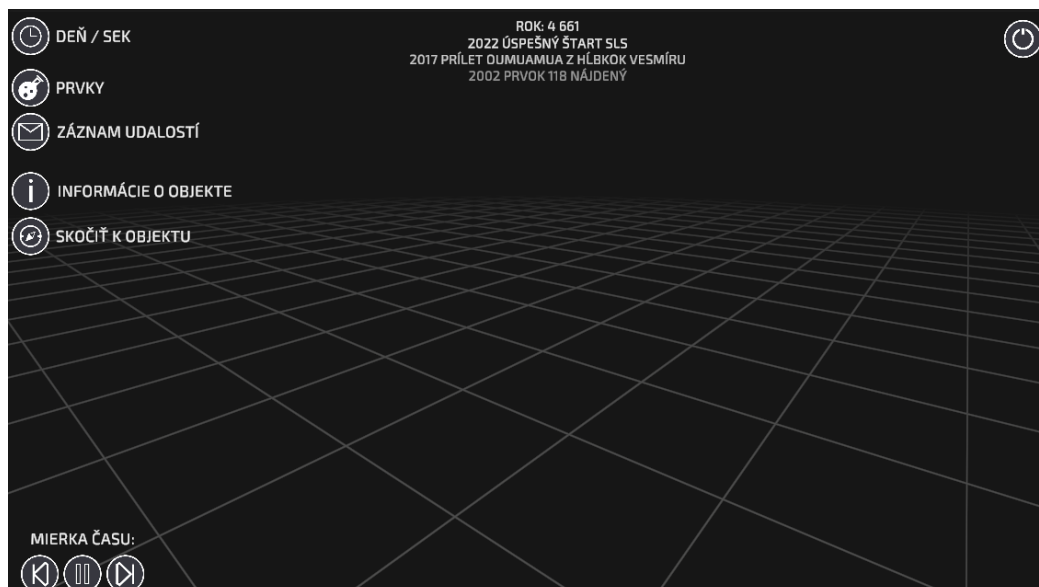 DEŇ / SEK
PRVKY
ZÁZNAM UDALOSTÍ
INFORMÁCIE O OBJEKTE
SKOČIŤ K OBJEKTU
ROK: 4 661
2022 ÚSPEŠNÝ ŠTART SLS
2017 PRÍLET OUMUAMUA Z HĹBKOK VESMÍRU
2002 PRVOK 118 NÁJDENÝ
MIERKA ČASU: